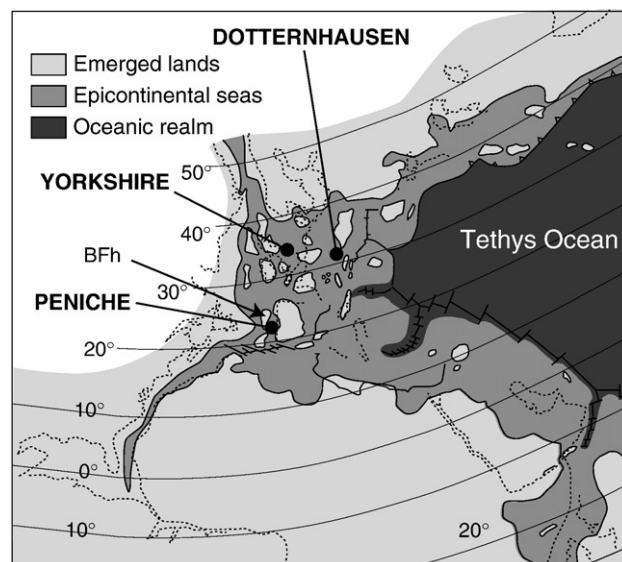 DOTTERNHAUSEN
Emerged lands
Epicontinental seas
Oceanic realm
50°
YORKSHIRE
40°
Tethys Ocean
BFh
30°
PENICHE
20°
10°
0°
10°
20°